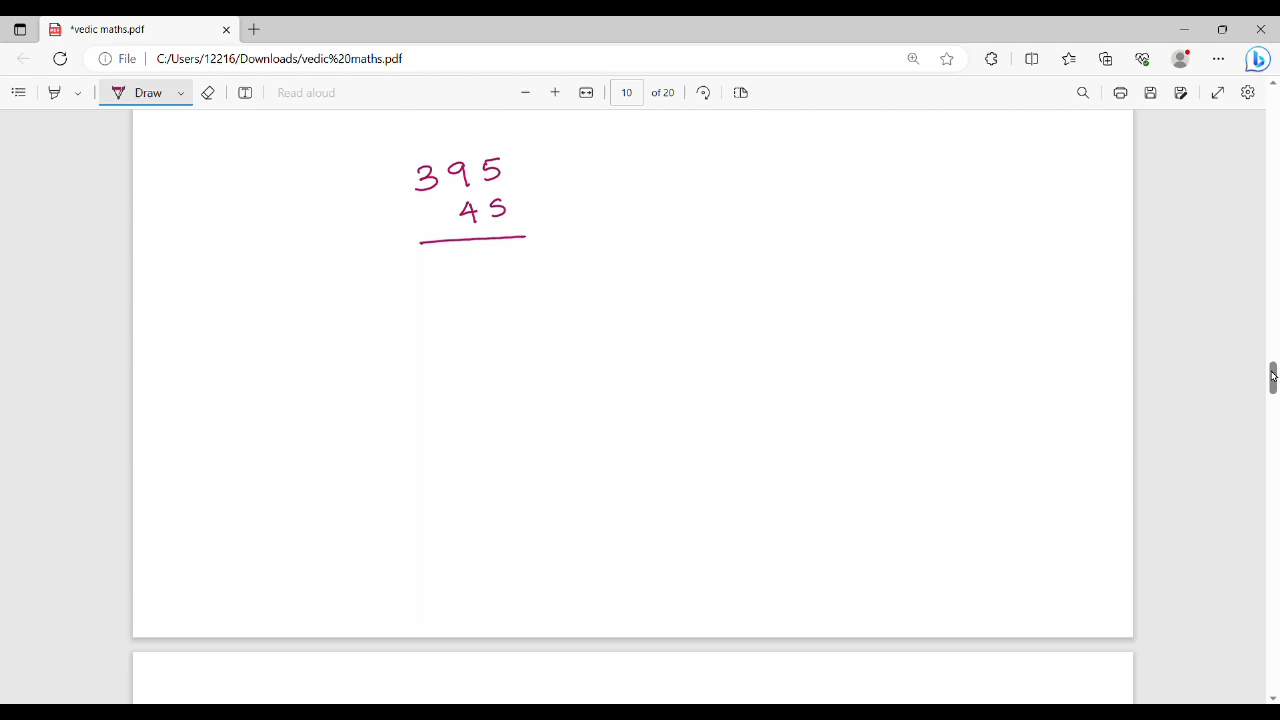 *vedic maths.pdf
File C:/Users/12216/Downloads/vedic%20maths.pdf
Draw Read aloud 10 of 20
395
45